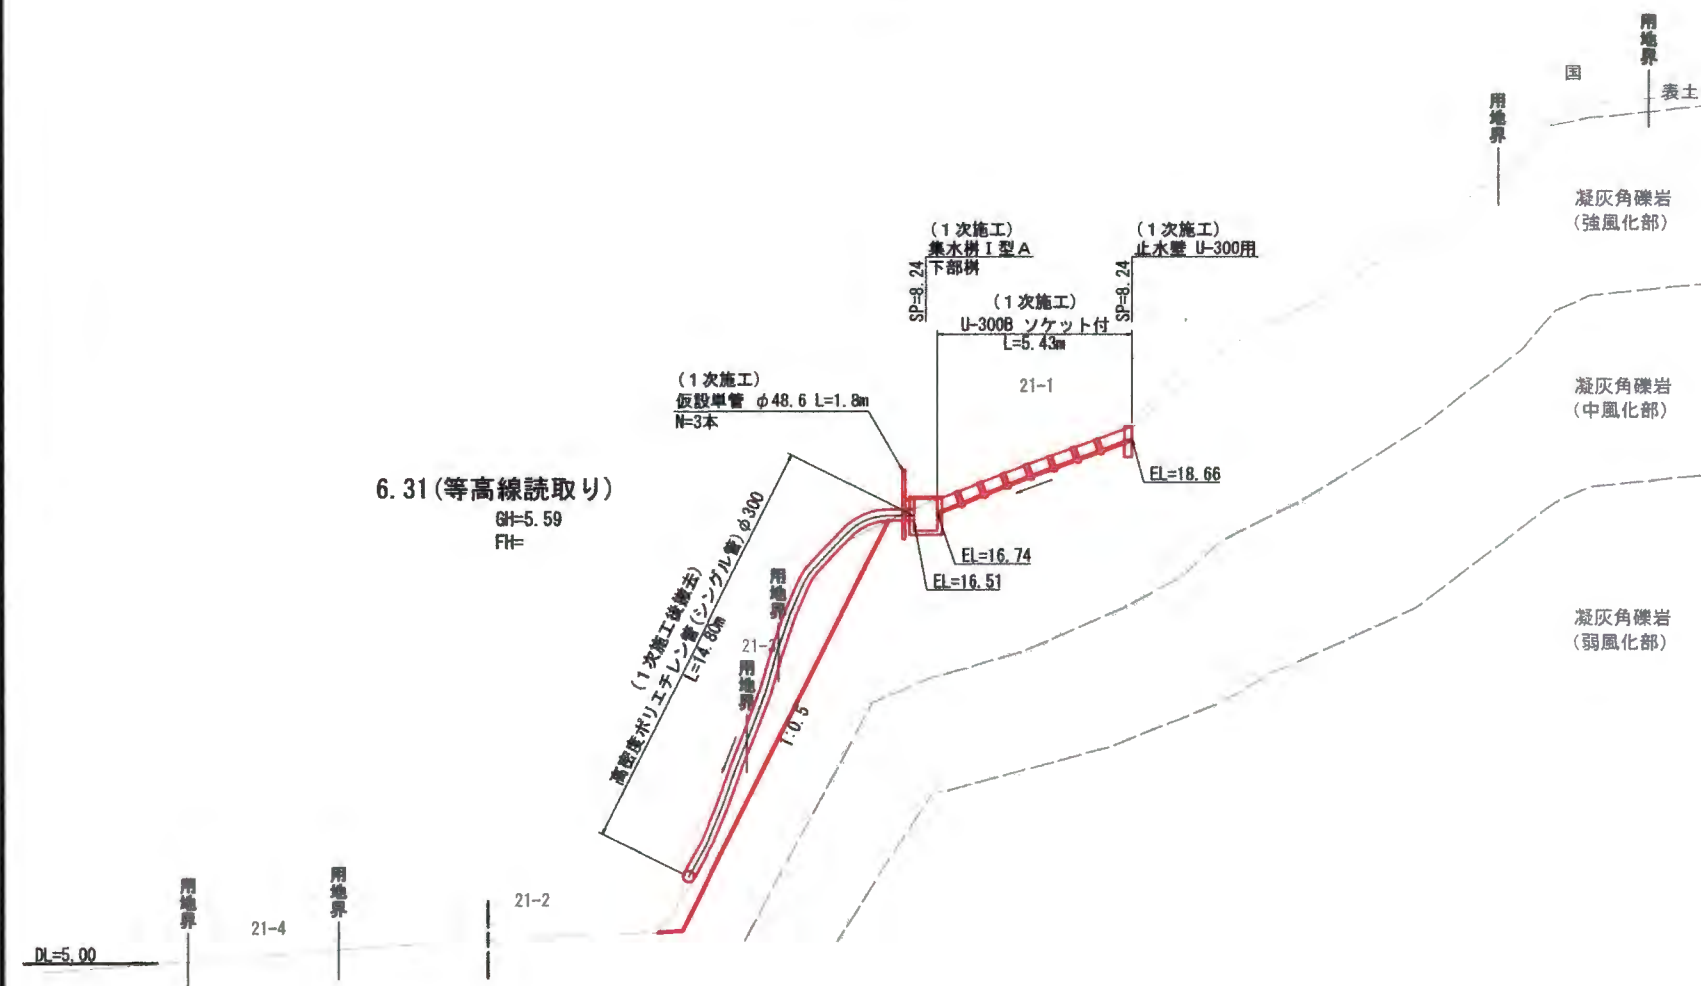 用地界
国
表土
用地界
凝灰角礫岩
(強風化部)
(1次施工)
集水桝Ⅰ型A
下部桝
SP=8.24
(1次施工)
止水壁 U-300用
SP=8.24
(1次施工)
U-300B ソケット付
L=5.43m
21-1
凝灰角礫岩
(中風化部)
(1次施工)
仮設単管 φ48.6 L=1.8m
N=3本
EL=18.66
6.31(等高線読取り)
GH=5.59
FH=
EL=16.74
EL=16.51
(1次施工後撤去)
高密度ポリエチレン管(シングル管)φ300
L=14.80m
用地界
用地界
1:0.5
凝灰角礫岩
(弱風化部)
用地界
21-4
用地界
21-2
DL=5.00